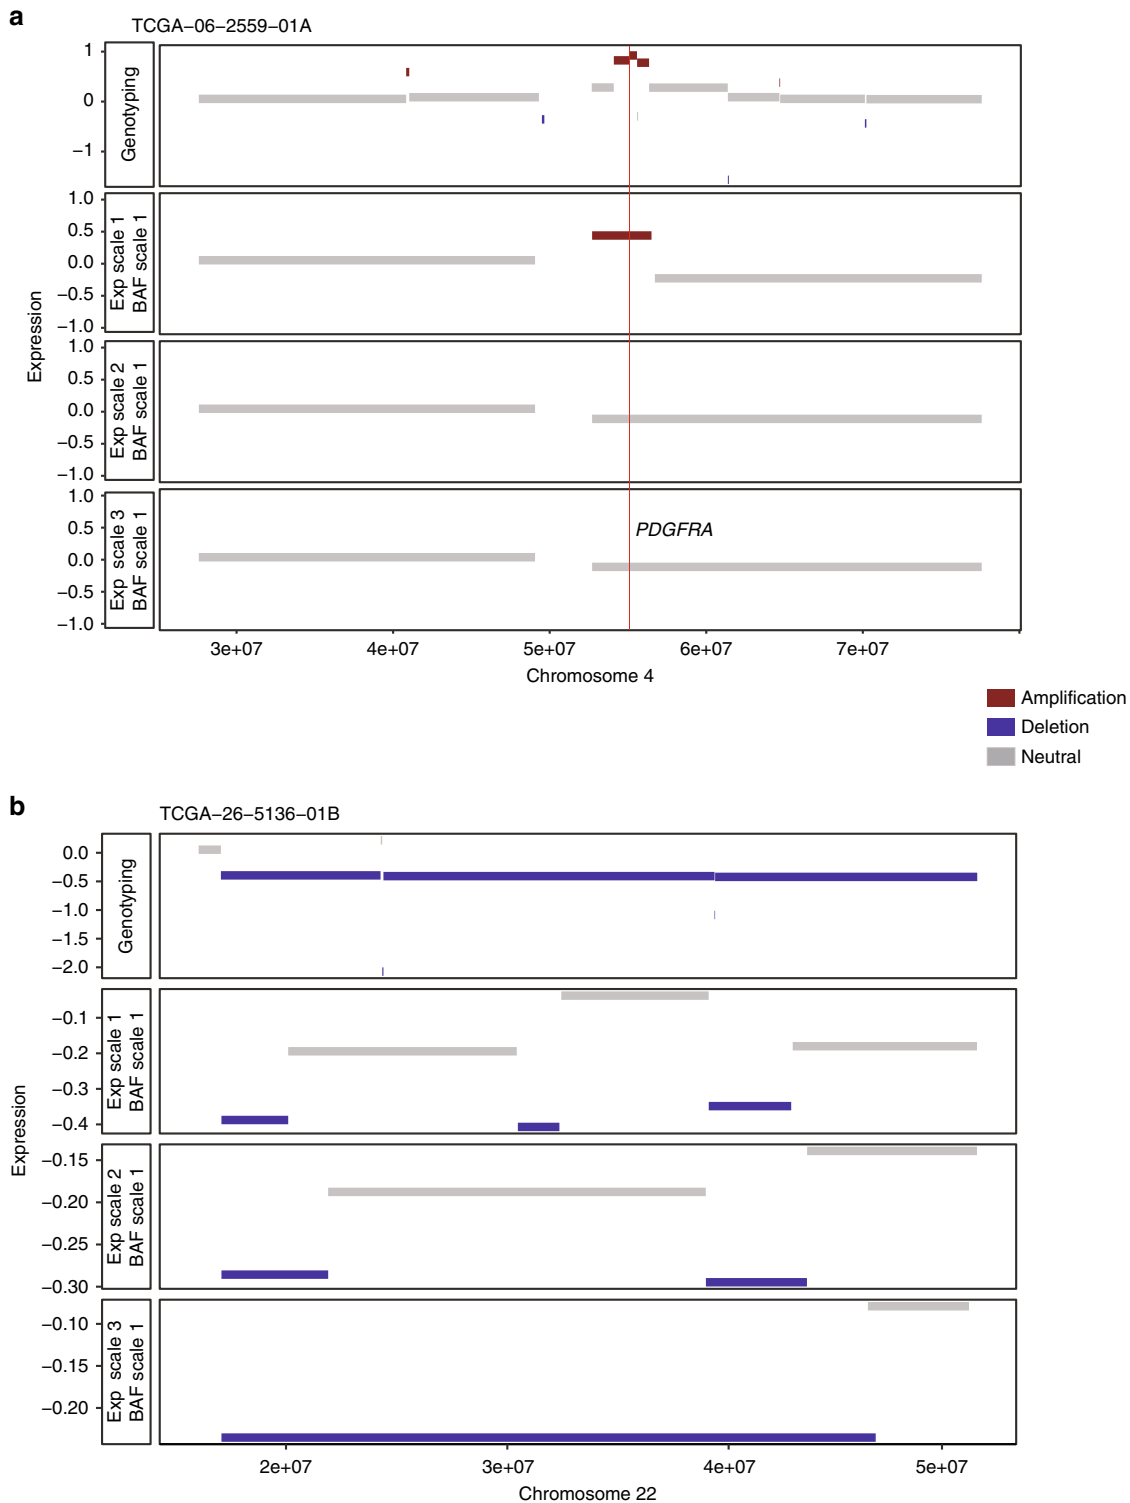 a
TCGA−06−2559−01A
1
0
−1
Genotyping
1.0
0.5
0.0
−0.5
−1.0
Exp scale 1
BAF scale 1
1.0
0.5
0.0
−0.5
−1.0
Exp scale 2
BAF scale 1
1.0
0.5
0.0
−0.5
−1.0
Exp scale 3
BAF scale 1
Expression
PDGFRA
3e+07 4e+07 5e+07 6e+07 7e+07
Chromosome 4
Amplification
Deletion
Neutral
b
TCGA−26−5136−01B
0.0
−0.5
−1.0
−1.5
−2.0
Genotyping
−0.1
−0.2
−0.3
−0.4
Exp scale 1
BAF scale 1
−0.15
−0.20
−0.25
−0.30
Exp scale 2
BAF scale 1
−0.10
−0.15
−0.20
Exp scale 3
BAF scale 1
Expression
2e+07 3e+07 4e+07 5e+07
Chromosome 22